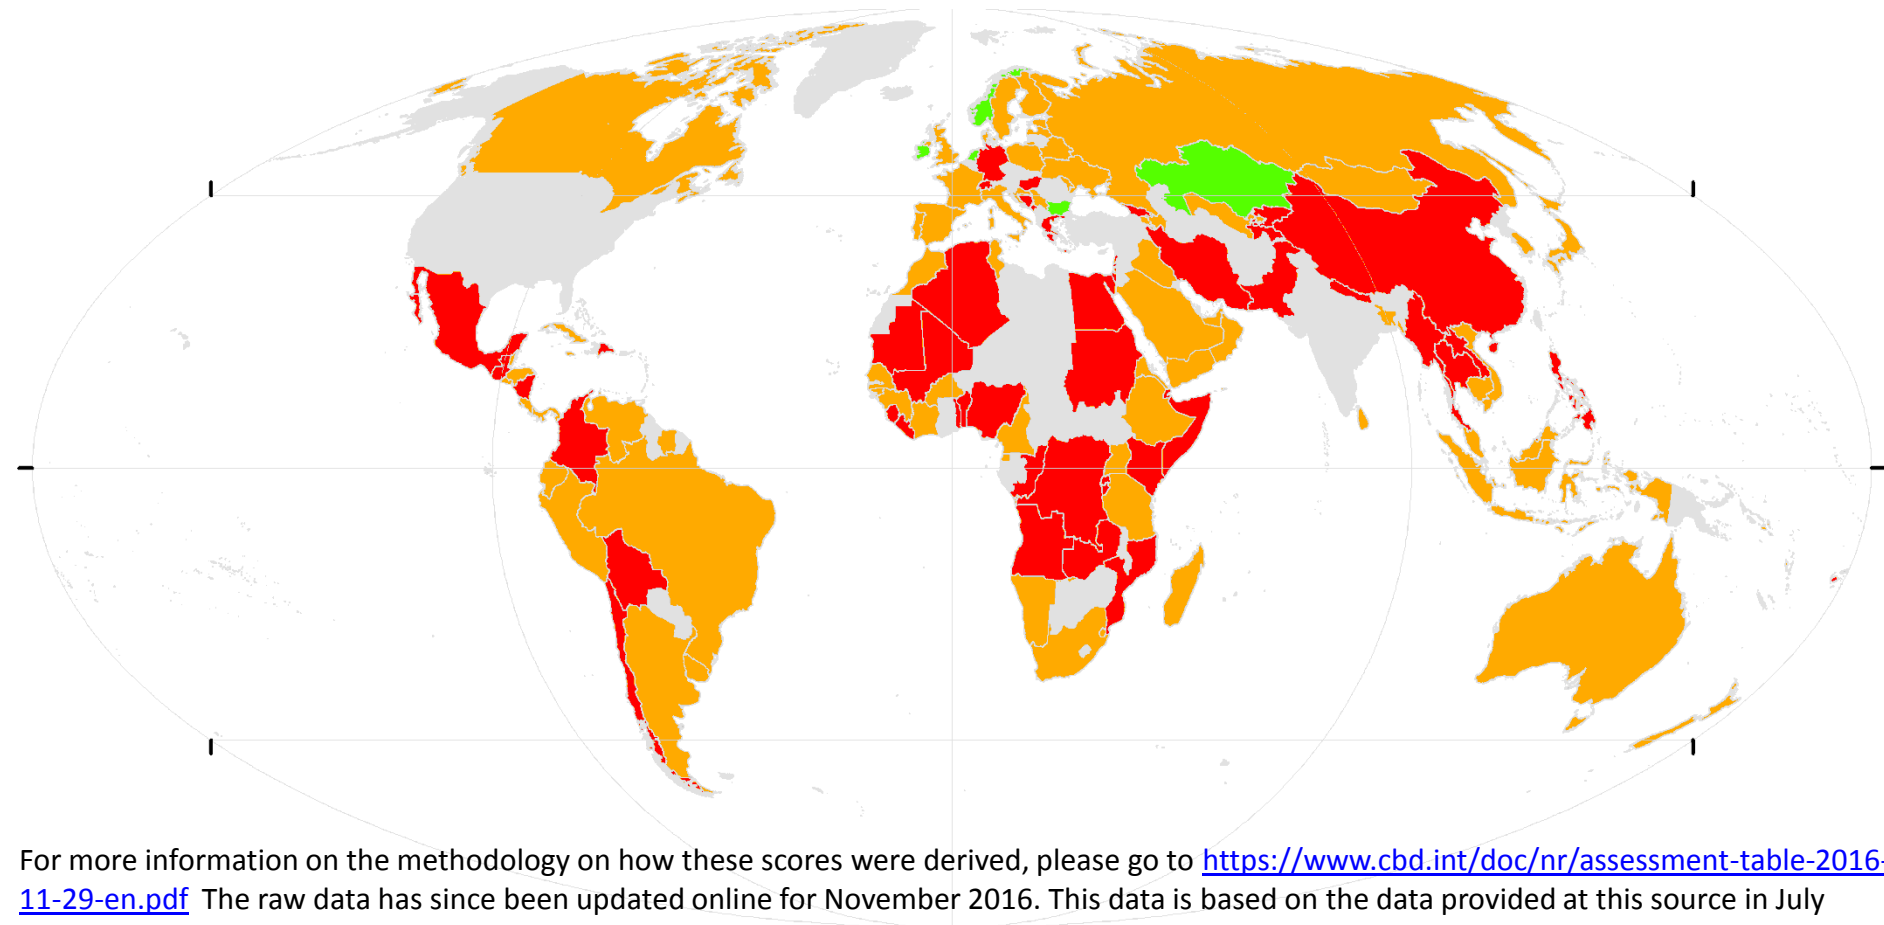 For more information on the methodology on how these scores were derived, please go to https://www.cbd.int/doc/nr/assessment-table-2016-
11-29-en.pdf The raw data has since been updated online for November 2016. This data is based on the data provided at this source in July